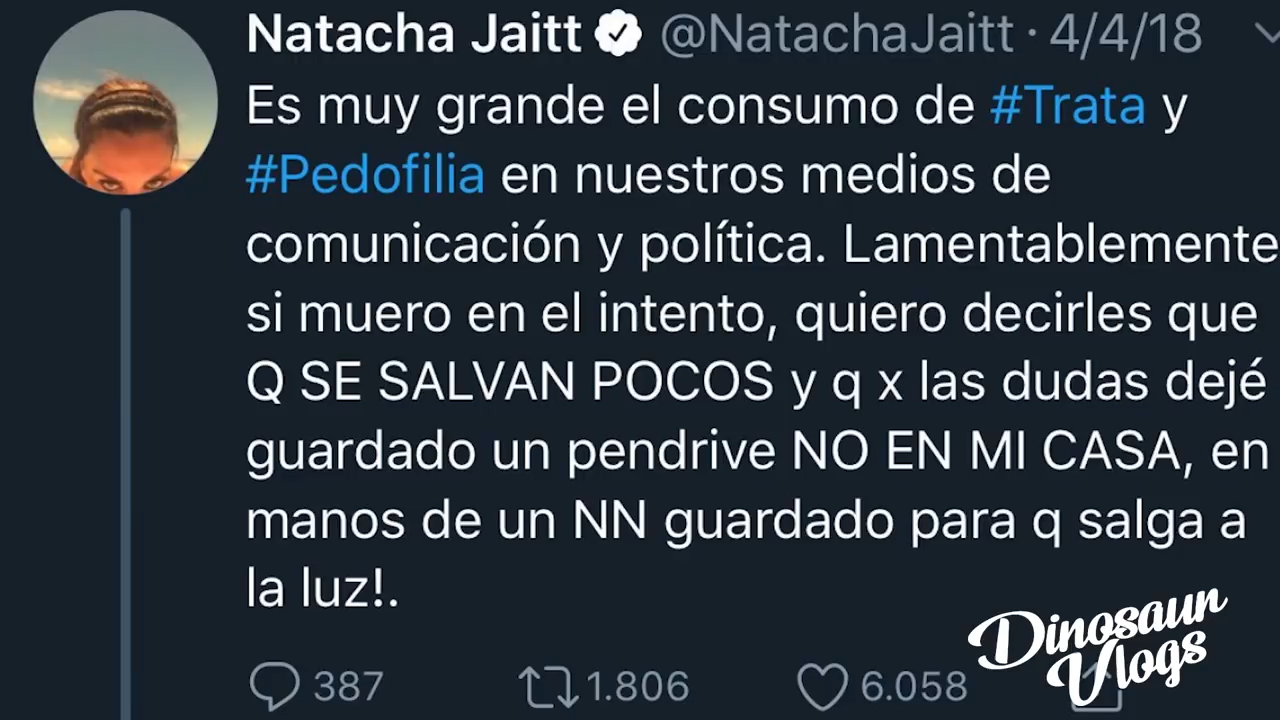 Natacha Jaitt @NatachaJaitt · 4/4/18
Es muy grande el consumo de #Trata y
#Pedofilia en nuestros medios de
comunicación y política. Lamentablemente
si muero en el intento, quiero decirles que
Q SE SALVAN POCOS y q x las dudas dejé
guardado un pendrive NO EN MI CASA, en
manos de un NN guardado para q salga a
la luz!.
387 1.806 6.058
Dinosaun
Vlogs